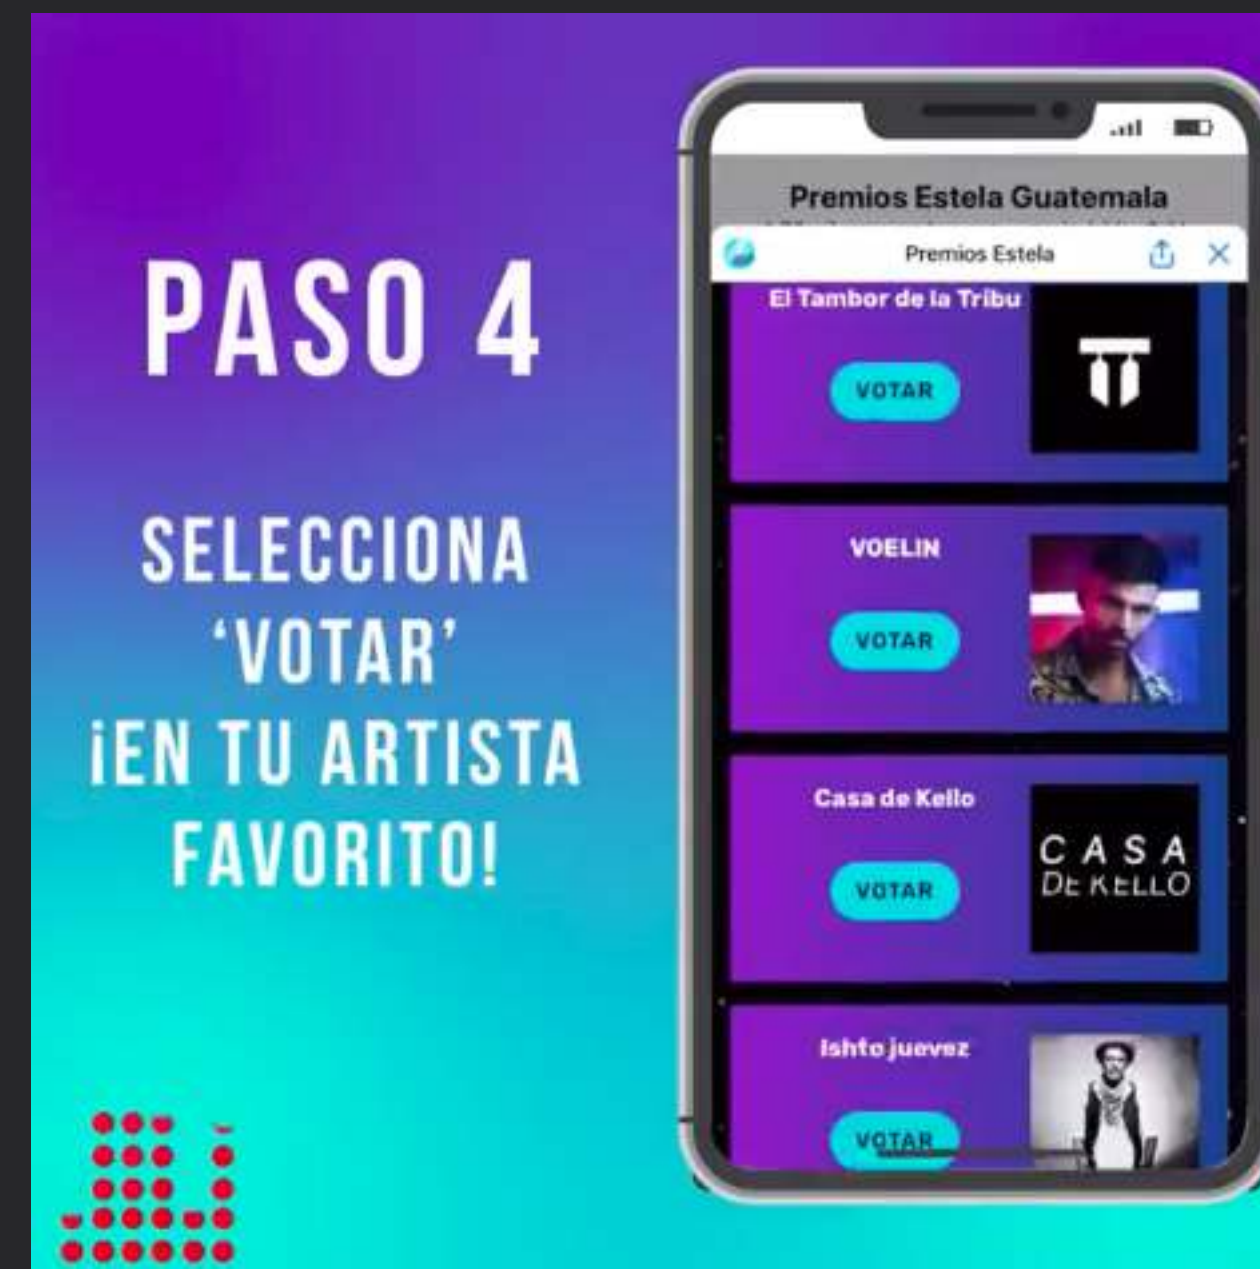 PASO 4
SELECCIONA
‘VOTAR’
¡EN TU ARTISTA
FAVORITO!
Premios Estela Guatemala
Premios Estela
El Tambor de la Tribu
VOTAR
VOELIN
VOTAR
Casa de Kello
CASA
DE KELLO
VOTAR
Ishto juevez
VOTAR